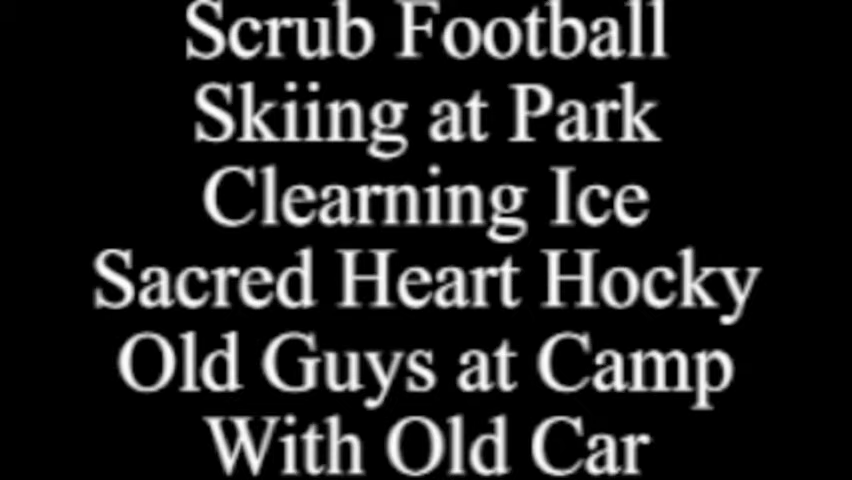 Scrub Football
Skiing at Park
Clearning Ice
Sacred Heart Hocky
Old Guys at Camp
With Old Car